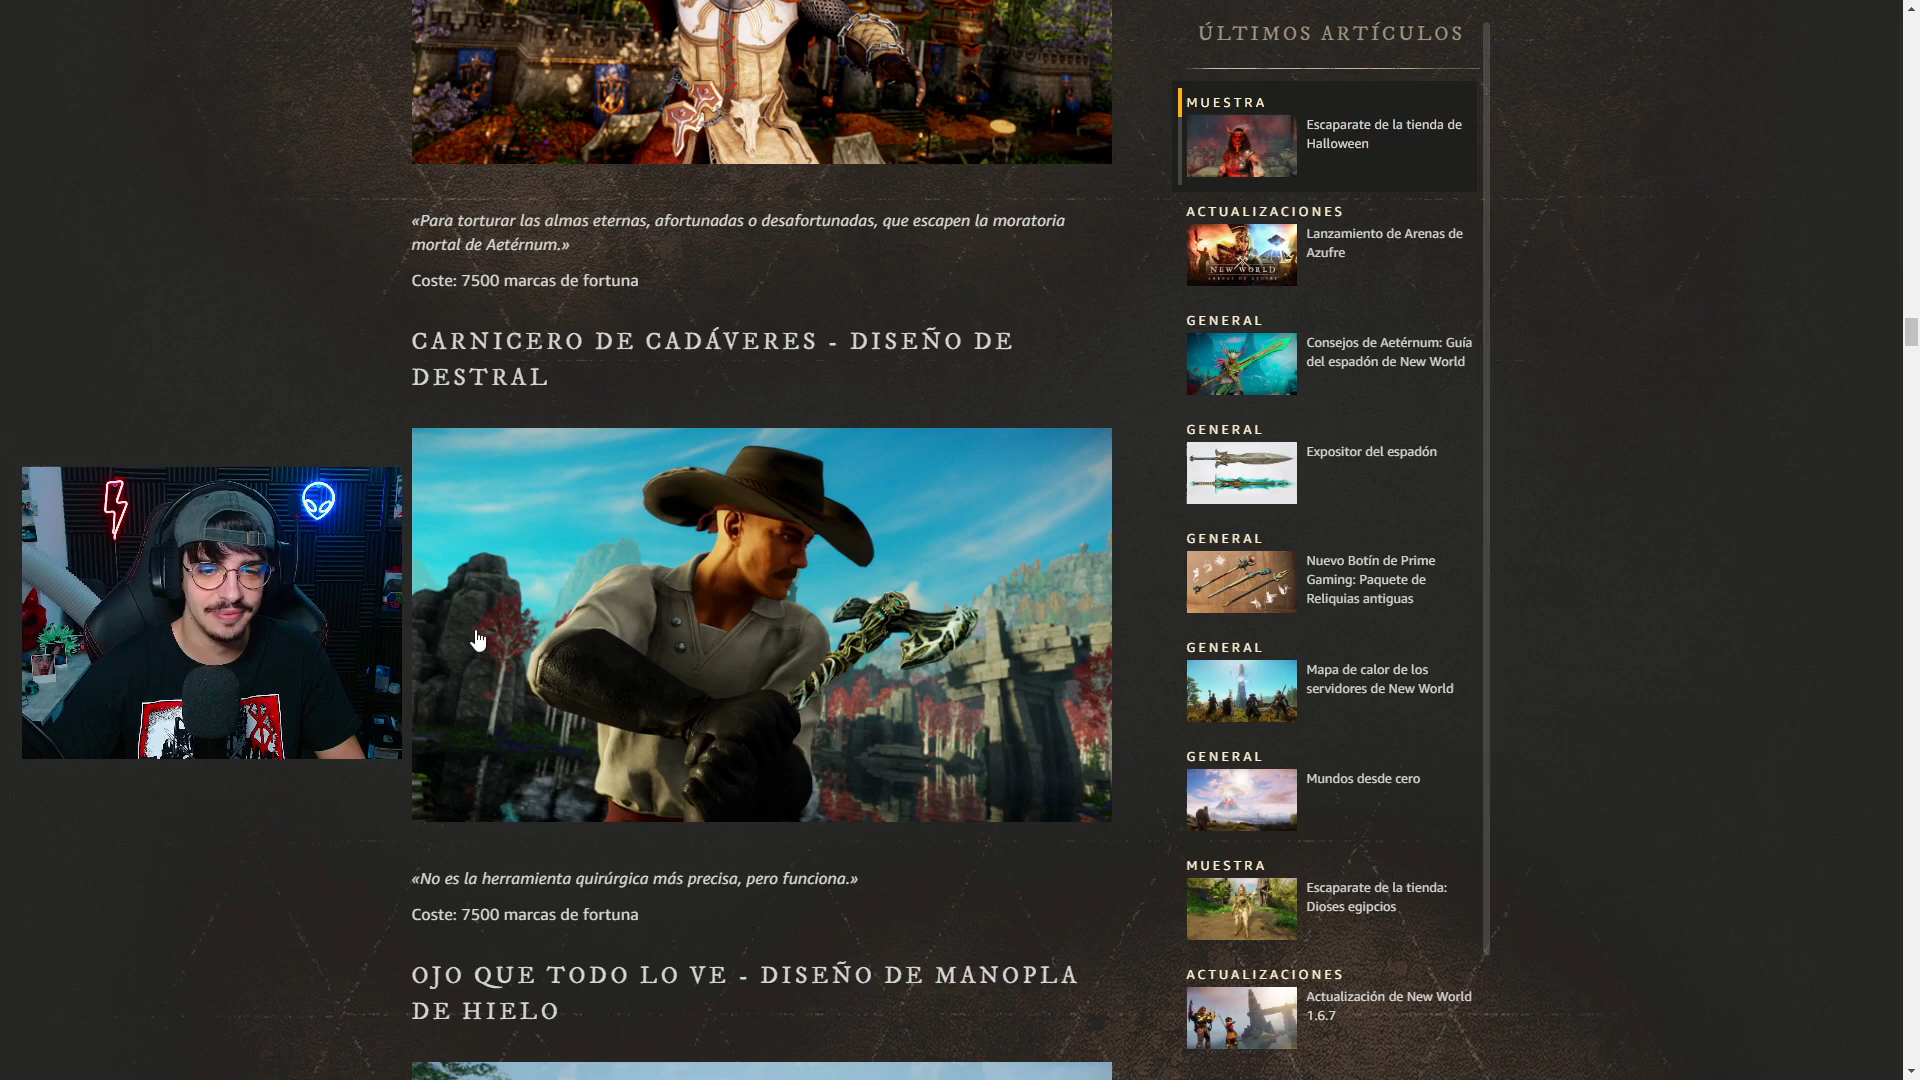 «Para torturar las almas eternas, afortunadas o desafortunadas, que escapen la moratoria
mortal de Aetérnum.»
Coste: 7500 marcas de fortuna
CARNICERO DE CADÁVERES - DISEÑO DE
DESTRAL
«No es la herramienta quirúrgica más precisa, pero funciona.»
Coste: 7500 marcas de fortuna
OJO QUE TODO LO VE - DISEÑO DE MANOPLA
DE HIELO
ÚLTIMOS ARTÍCULOS
MUESTRA
Escaparate de la tienda de
Halloween
ACTUALIZACIONES
NEW WORLD
Lanzamiento de Arenas de
Azufre
GENERAL
Consejos de Aetérnum: Guía
del espadón de New World
GENERAL
Expositor del espadón
GENERAL
Nuevo Botín de Prime
Gaming: Paquete de
Reliquias antiguas
GENERAL
Mapa de calor de los
servidores de New World
GENERAL
Mundos desde cero
MUESTRA
Escaparate de la tienda:
Dioses egipcios
ACTUALIZACIONES
Actualización de New World
1.6.7